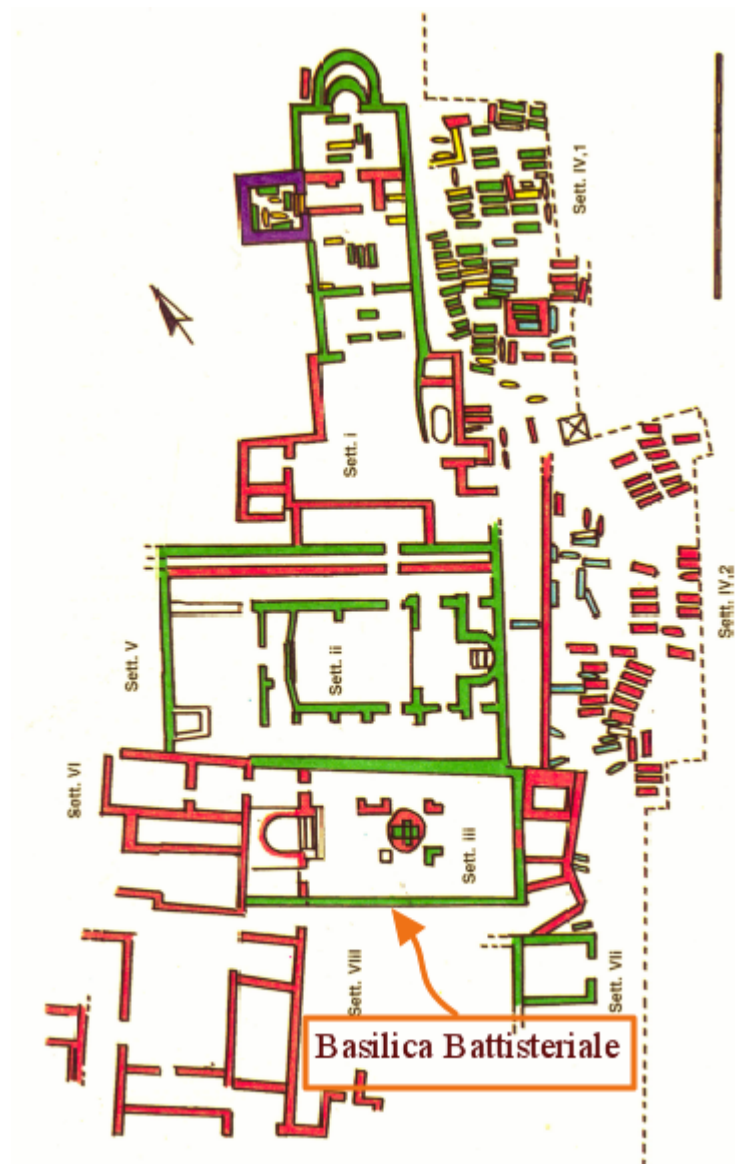 Sett. IV,1
Sett. i
Sett. IV,2
Sett. V
Sett. ii
Sett. VI
Sett. iii
Sett. VIII
Sett. VII
Basilica Battisteriale